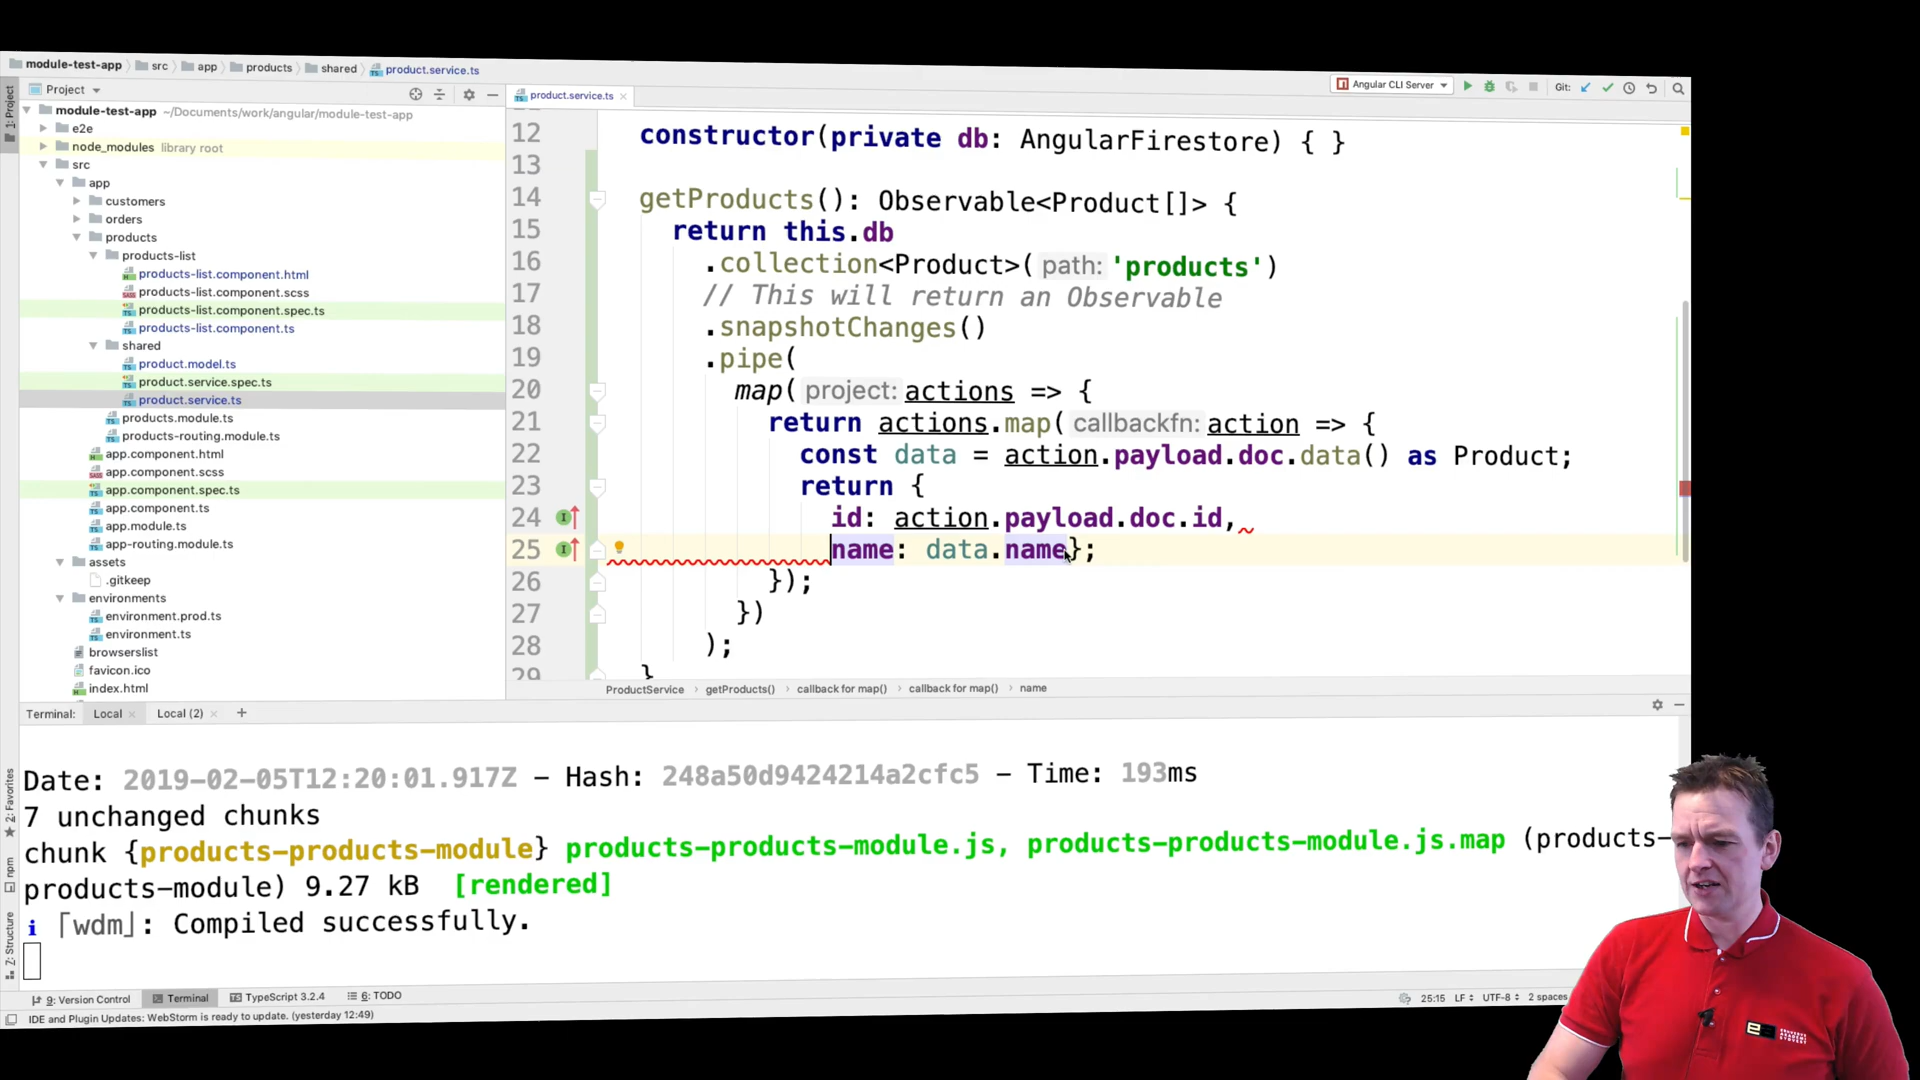 module-test-app src app products shared product.service.ts
Angular CLI Server Git:
1: Project
Project
product.service.ts
module-test-app ~/Documents/work/angular/module-test-app
e2e
node_modules library root
src
app
customers
orders
products
products-list
products-list.component.html
products-list.component.scss
products-list.component.spec.ts
products-list.component.ts
shared
product.model.ts
product.service.spec.ts
product.service.ts
products.module.ts
products-routing.module.ts
app.component.html
app.component.scss
app.component.spec.ts
app.component.ts
app.module.ts
app-routing.module.ts
assets
.gitkeep
environments
environment.prod.ts
environment.ts
browserslist
favicon.ico
index.html
12 constructor(private db: AngularFirestore) { }
13
14 getProducts(): Observable<Product[]> {
15 return this.db
16 .collection<Product>( path: 'products')
17 // This will return an Observable
18 .snapshotChanges()
19 .pipe(
20 map( project: actions => {
21 return actions.map( callbackfn: action => {
22 const data = action.payload.doc.data() as Product;
23 return {
24 id: action.payload.doc.id,
25 name: data.name};
26 });
27 })
28 );
29 }
ProductService getProducts() callback for map() callback for map() name
Terminal: Local Local (2) +
Date: 2019-02-05T12:20:01.917Z - Hash: 248a50d9424214a2cfc5 - Time: 193ms
7 unchanged chunks
chunk {products-products-module} products-products-module.js, products-products-module.js.map (products-
products-module) 9.27 kB [rendered]
i ｢wdm｣: Compiled successfully.
2: Favorites
npm
Z: Structure
9: Version Control Terminal TypeScript 3.2.4 6: TODO
25:15 LF UTF-8 2 spaces
IDE and Plugin Updates: WebStorm is ready to update. (yesterday 12:49)